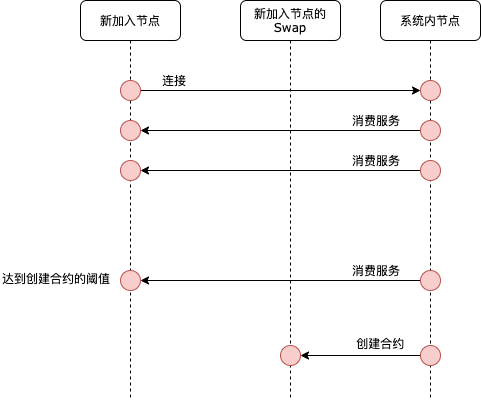 新加入节点
新加入节点的
Swap
系统内节点
连接
消费服务
消费服务
达到创建合约的阈值
消费服务
创建合约